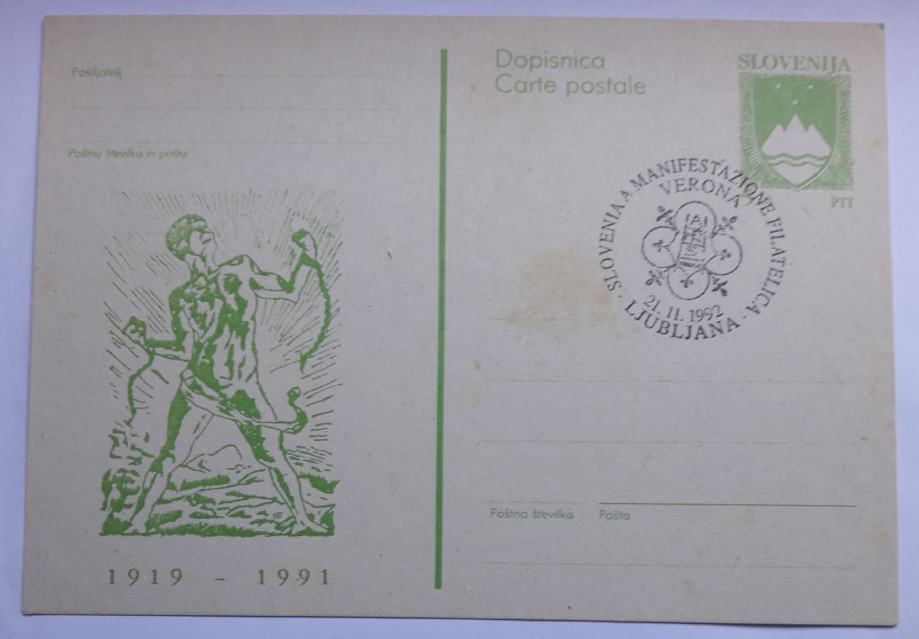 Pošiljatelj
Poštna številka in pošta
1919 - 1991
Dopisnica
Carte postale
SLOVENIJA
PTT
· SLOVENIA A MANIFESTAZIONE FILATELICA ·
VERONA
21. 11. 1992
LJUBLJANA
Poštna številka Pošta